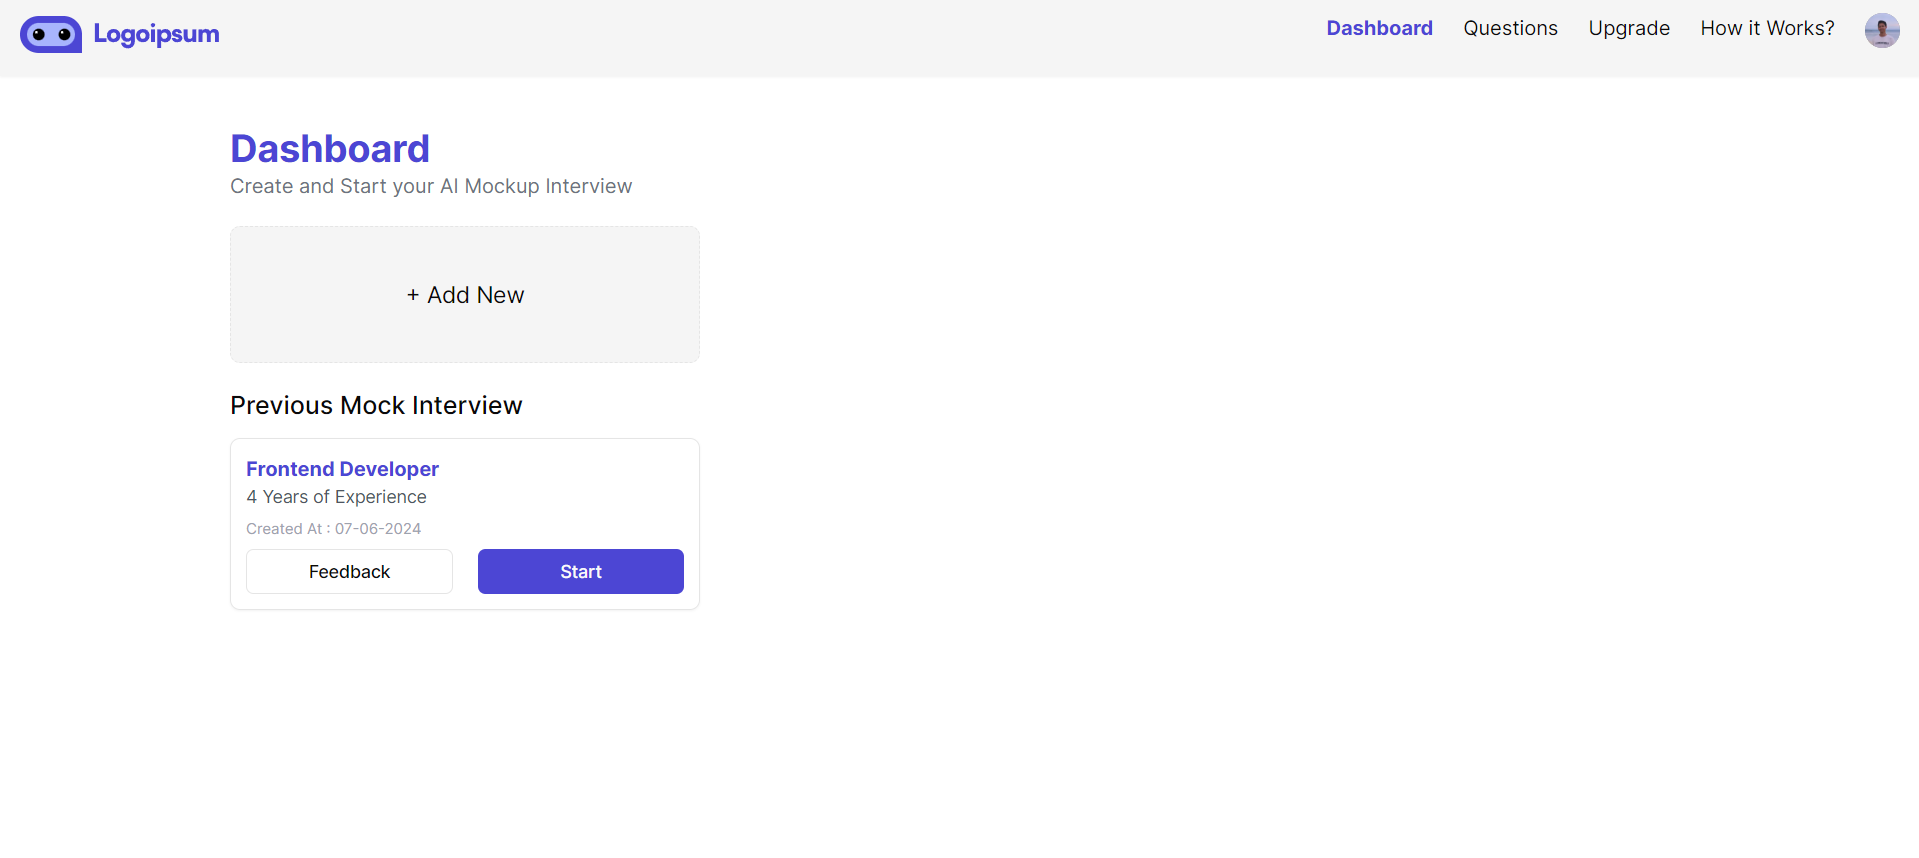 Logoipsum
Dashboard Questions Upgrade How it Works?
Dashboard
Create and Start your AI Mockup Interview
+ Add New
Previous Mock Interview
Frontend Developer
4 Years of Experience
Created At : 07-06-2024
Feedback Start